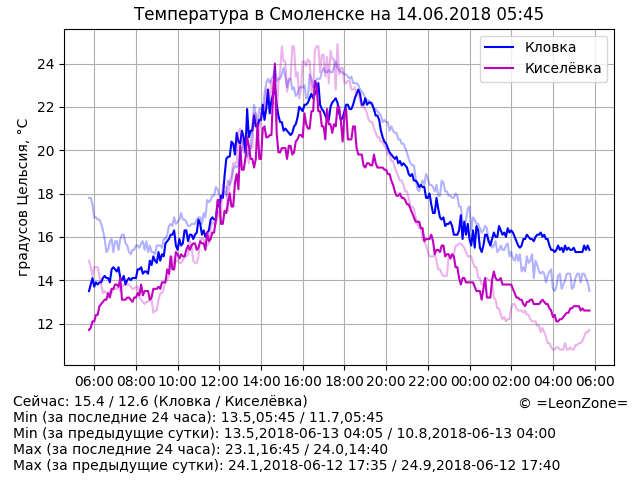 Температура в Смоленске на 14.06.2018 05:45
градусов Цельсия, °C
24
22
20
18
16
14
12
Кловка
Киселёвка
06:00 08:00 10:00 12:00 14:00 16:00 18:00 20:00 22:00 00:00 02:00 04:00 06:00
Сейчас: 15.4 / 12.6 (Кловка / Киселёвка)
© =LeonZone=
Min (за последние 24 часа): 13.5,05:45 / 11.7,05:45
Min (за предыдущие сутки): 13.5,2018-06-13 04:05 / 10.8,2018-06-13 04:00
Max (за последние 24 часа): 23.1,16:45 / 24.0,14:40
Max (за предыдущие сутки): 24.1,2018-06-12 17:35 / 24.9,2018-06-12 17:40